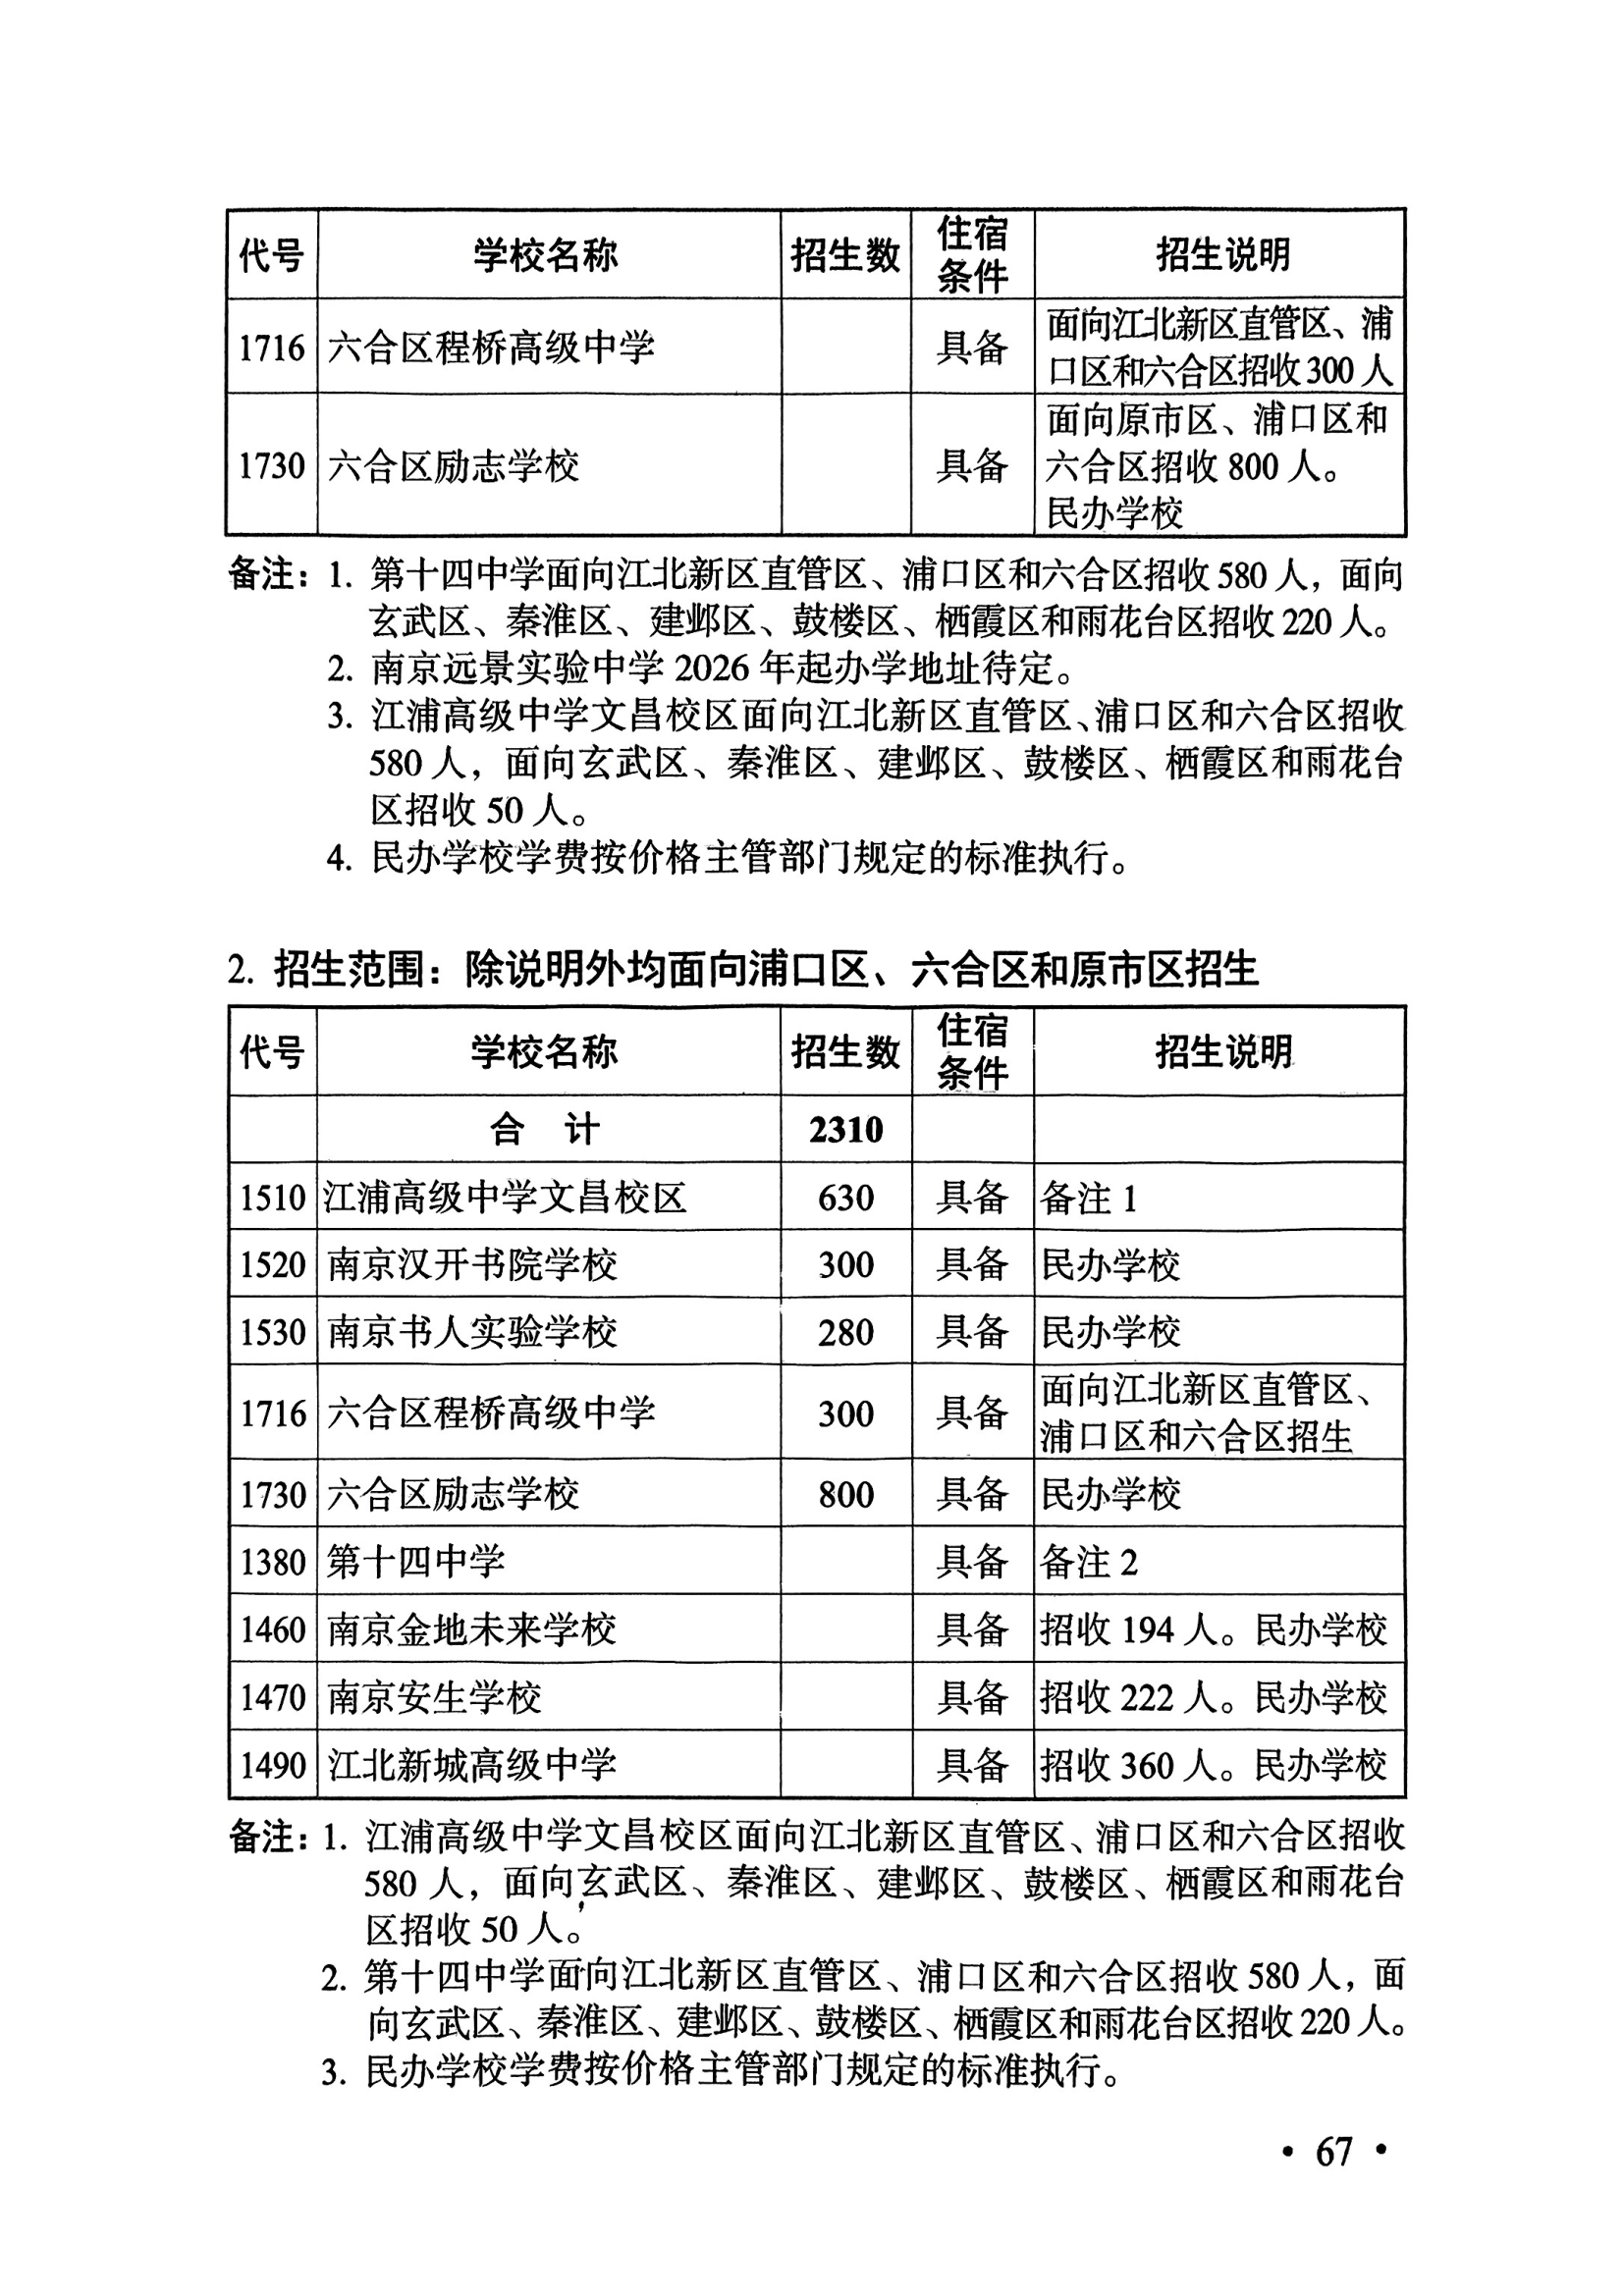 代号 学校名称 招生数 住宿条件 招生说明
1716 六合区程桥高级中学 具备 面向江北新区直管区、浦
口区和六合区招收300人
1730 六合区励志学校 具备 面向原市区、浦口区和
六合区招收 800 人。
民办学校
备注：1. 第十四中学面向江北新区直管区、浦口区和六合区招收580人，面向
玄武区、秦淮区、建邺区、鼓楼区、栖霞区和雨花台区招收220人。
2. 南京远景实验中学 2026 年起办学地址待定。
3. 江浦高级中学文昌校区面向江北新区直管区、浦口区和六合区招收
580 人，面向玄武区、秦淮区、建邺区、鼓楼区、栖霞区和雨花台
区招收 50 人。
4. 民办学校学费按价格主管部门规定的标准执行。
2. 招生范围：除说明外均面向浦口区、六合区和原市区招生
代号 学校名称 招生数 住宿条件 招生说明
合 计 2310
1510 江浦高级中学文昌校区 630 具备 备注 1
1520 南京汉开书院学校 300 具备 民办学校
1530 南京书人实验学校 280 具备 民办学校
1716 六合区程桥高级中学 300 具备 面向江北新区直管区、
浦口区和六合区招生
1730 六合区励志学校 800 具备 民办学校
1380 第十四中学 具备 备注 2
1460 南京金地未来学校 具备 招收 194 人。民办学校
1470 南京安生学校 具备 招收 222 人。民办学校
1490 江北新城高级中学 具备 招收 360 人。民办学校
备注：1. 江浦高级中学文昌校区面向江北新区直管区、浦口区和六合区招收
580 人，面向玄武区、秦淮区、建邺区、鼓楼区、栖霞区和雨花台
区招收 50 人。
2. 第十四中学面向江北新区直管区、浦口区和六合区招收580人，面
向玄武区、秦淮区、建邺区、鼓楼区、栖霞区和雨花台区招收220人。
3. 民办学校学费按价格主管部门规定的标准执行。
• 67 •